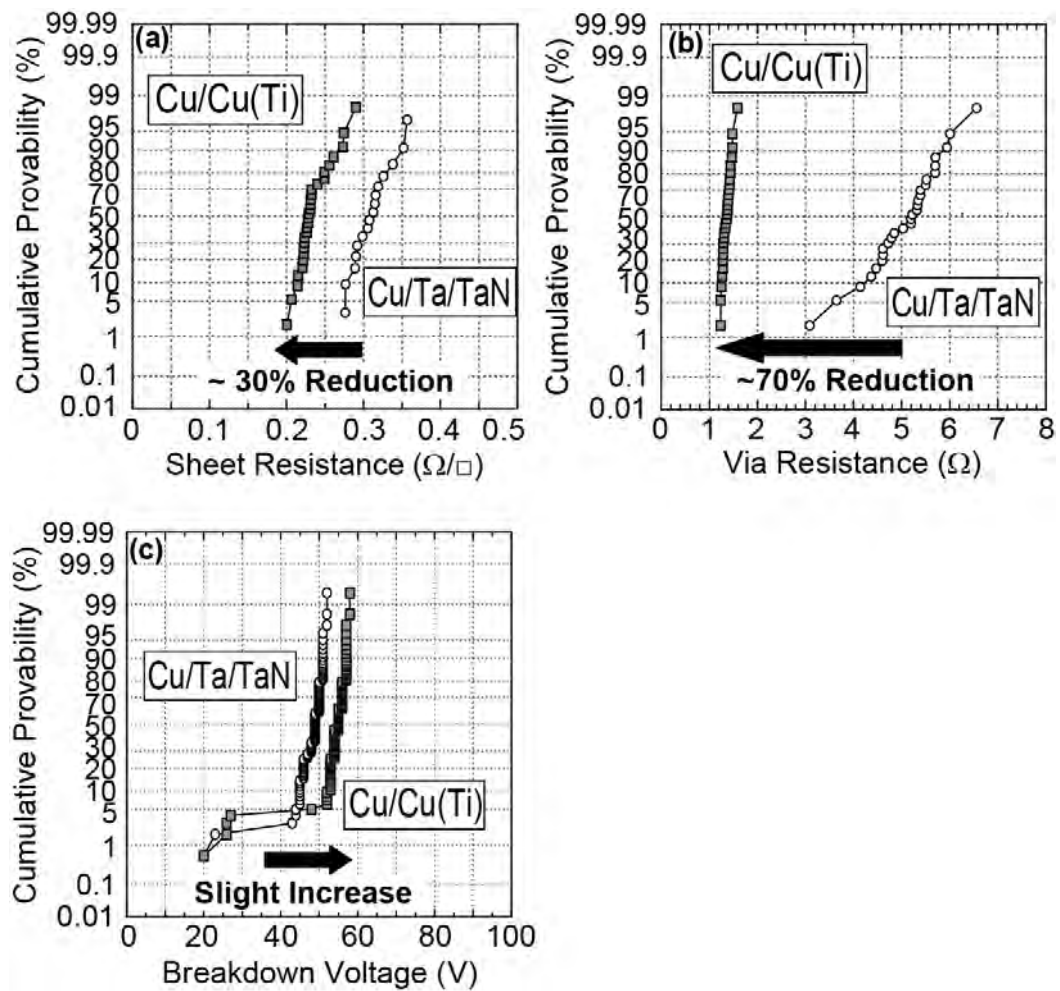 (a)
Cumulative Provability (%)
99.99
99.9
99
95
90
80
70
50
30
20
10
5
1
0.1
0.01
Cu/Cu(Ti)
Cu/Ta/TaN
~ 30% Reduction
0 0.1 0.2 0.3 0.4 0.5
Sheet Resistance (Ω/□)
(b)
Cumulative Provability (%)
99.99
99.9
99
95
90
80
70
50
30
20
10
5
1
0.1
0.01
Cu/Cu(Ti)
Cu/Ta/TaN
~70% Reduction
0 1 2 3 4 5 6 7 8
Via Resistance (Ω)
(c)
Cumulative Provability (%)
99.99
99.9
99
95
90
80
70
50
30
20
10
5
1
0.1
0.01
Cu/Ta/TaN
Cu/Cu(Ti)
Slight Increase
0 20 40 60 80 100
Breakdown Voltage (V)